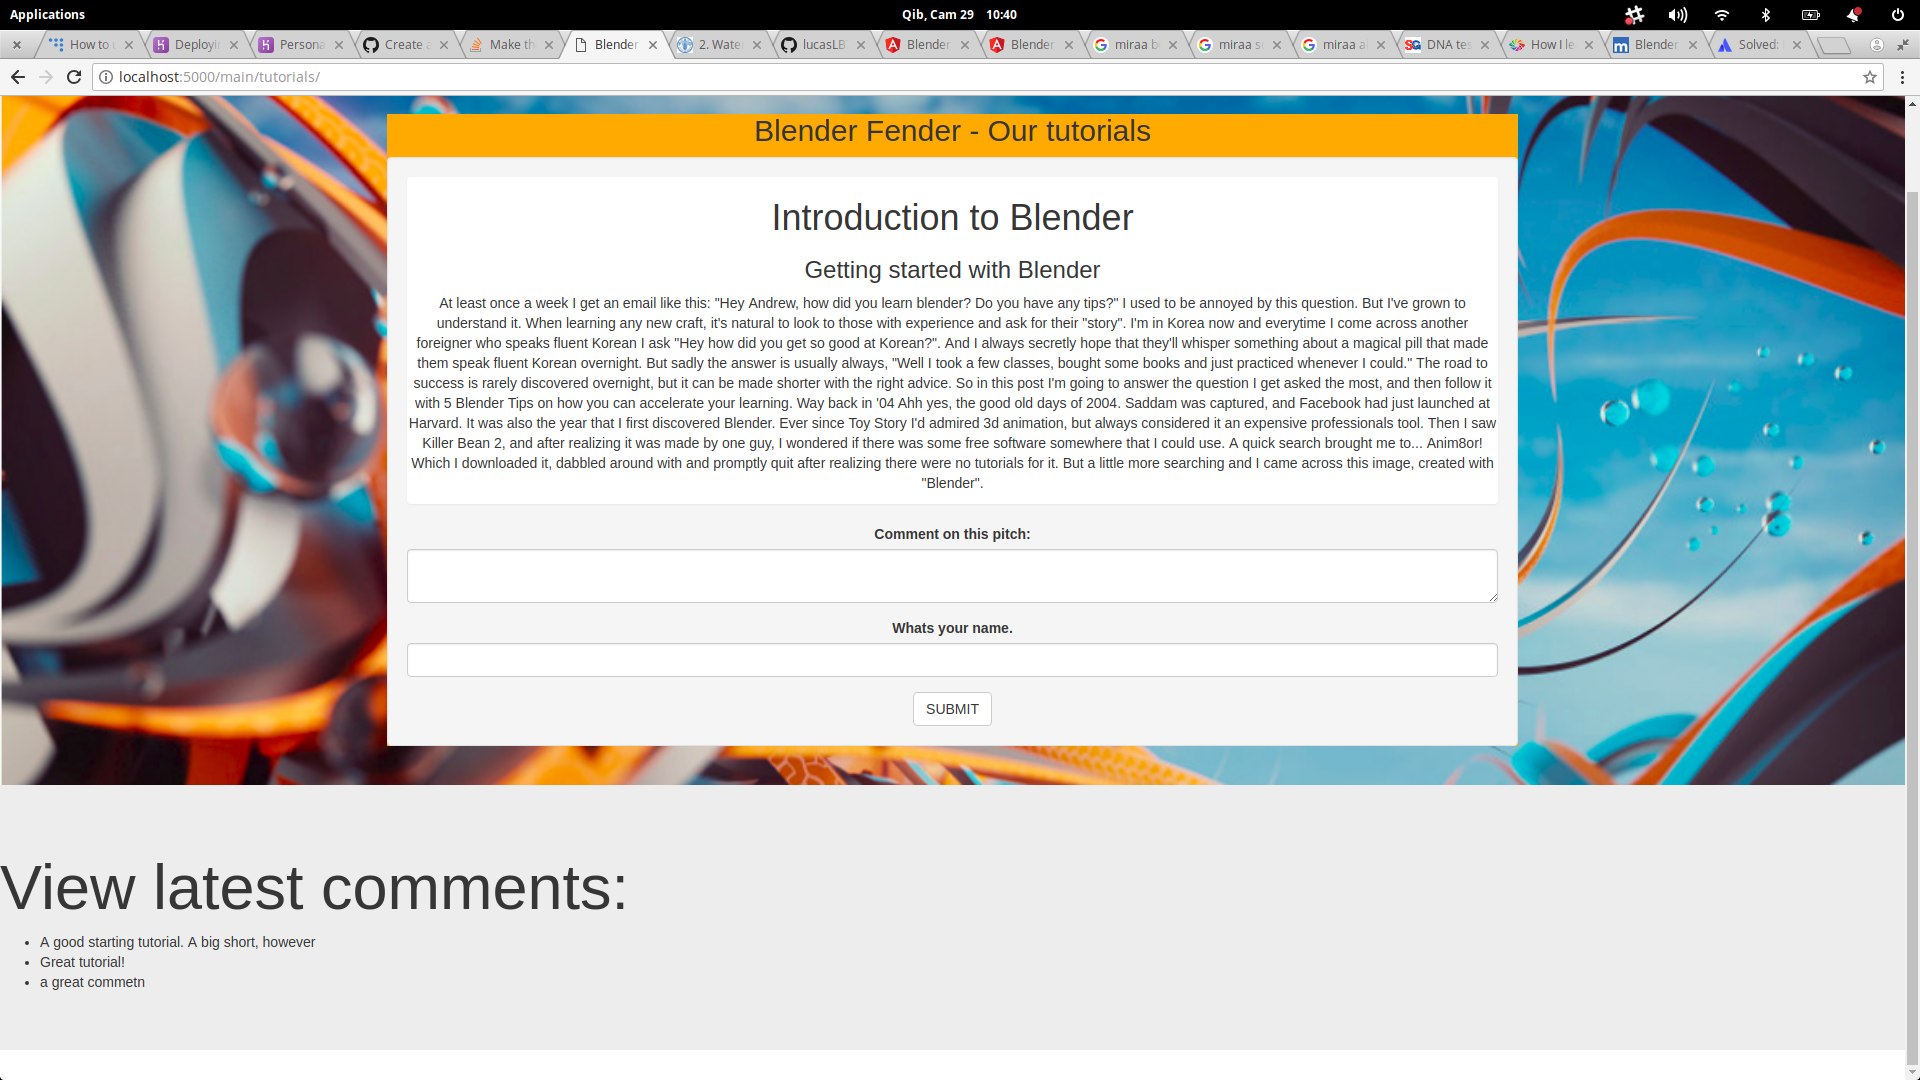 Applications
Qib, Cam 29 10:40
How to
Deployi
Persona
Create a
Make th
Blender
2. Water
lucasLB
Blender
Blender
miraa b
miraa s
miraa a
DNA tes
How I le
Blender
Solved:
localhost:5000/main/tutorials/
Blender Fender - Our tutorials
Introduction to Blender
Getting started with Blender
At least once a week I get an email like this: "Hey Andrew, how did you learn blender? Do you have any tips?" I used to be annoyed by this question. But I've grown to
understand it. When learning any new craft, it's natural to look to those with experience and ask for their "story". I'm in Korea now and everytime I come across another
foreigner who speaks fluent Korean I ask "Hey how did you get so good at Korean?". And I always secretly hope that they'll whisper something about a magical pill that made
them speak fluent Korean overnight. But sadly the answer is usually always, "Well I took a few classes, bought some books and just practiced whenever I could." The road to
success is rarely discovered overnight, but it can be made shorter with the right advice. So in this post I'm going to answer the question I get asked the most, and then follow it
with 5 Blender Tips on how you can accelerate your learning. Way back in '04 Ahh yes, the good old days of 2004. Saddam was captured, and Facebook had just launched at
Harvard. It was also the year that I first discovered Blender. Ever since Toy Story I'd admired 3d animation, but always considered it an expensive professionals tool. Then I saw
Killer Bean 2, and after realizing it was made by one guy, I wondered if there was some free software somewhere that I could use. A quick search brought me to... Anim8or!
Which I downloaded it, dabbled around with and promptly quit after realizing there were no tutorials for it. But a little more searching and I came across this image, created with
"Blender".
Comment on this pitch:
Whats your name.
SUBMIT
View latest comments:
A good starting tutorial. A big short, however
Great tutorial!
a great commetn